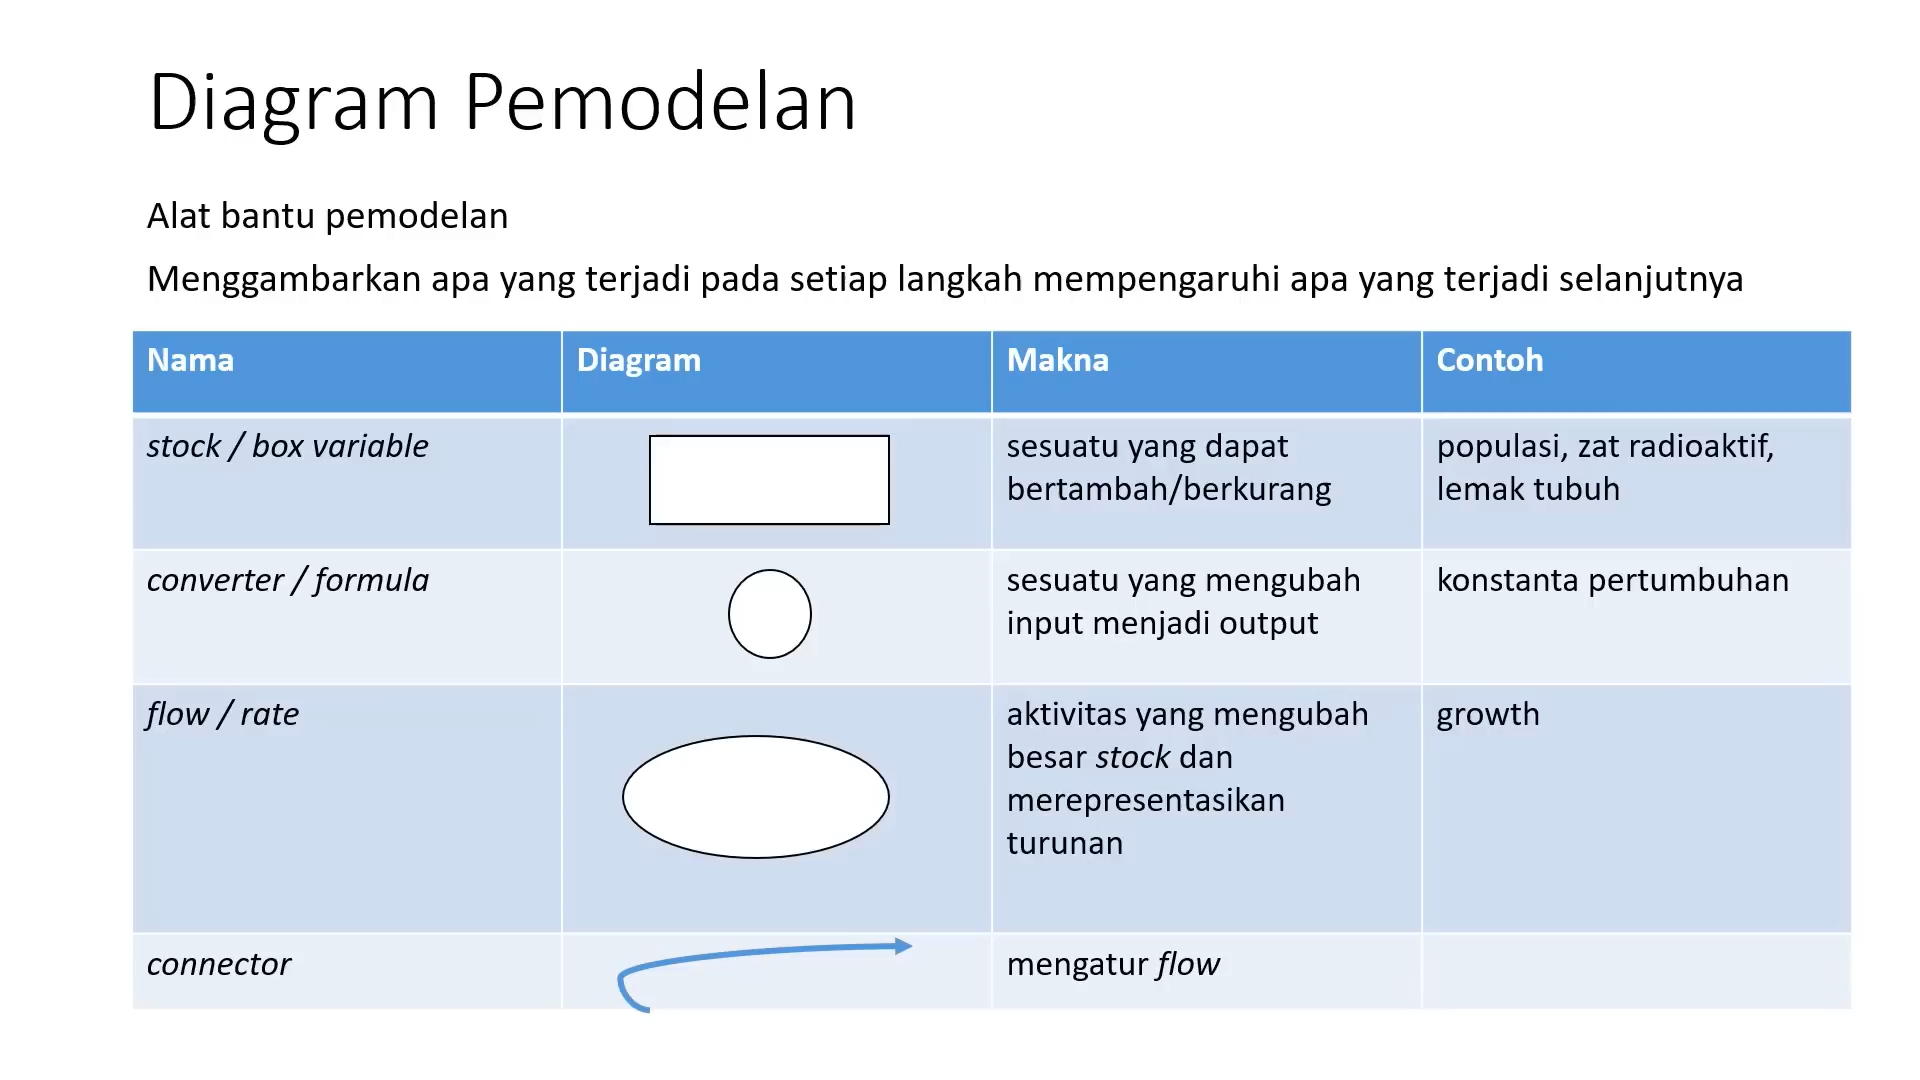 Diagram Pemodelan
Alat bantu pemodelan
Menggambarkan apa yang terjadi pada setiap langkah mempengaruhi apa yang terjadi selanjutnya
Nama
Diagram
Makna
Contoh
stock / box variable
sesuatu yang dapat
bertambah/berkurang
populasi, zat radioaktif,
lemak tubuh
converter / formula
sesuatu yang mengubah
input menjadi output
konstanta pertumbuhan
flow / rate
aktivitas yang mengubah
besar stock dan
merepresentasikan
turunan
growth
connector
mengatur flow